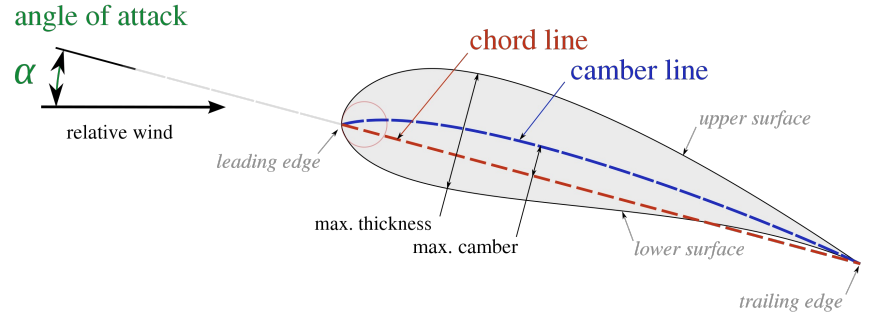 angle of attack
α
relative wind
chord line
camber line
upper surface
leading edge
max. thickness
max. camber
lower surface
trailing edge